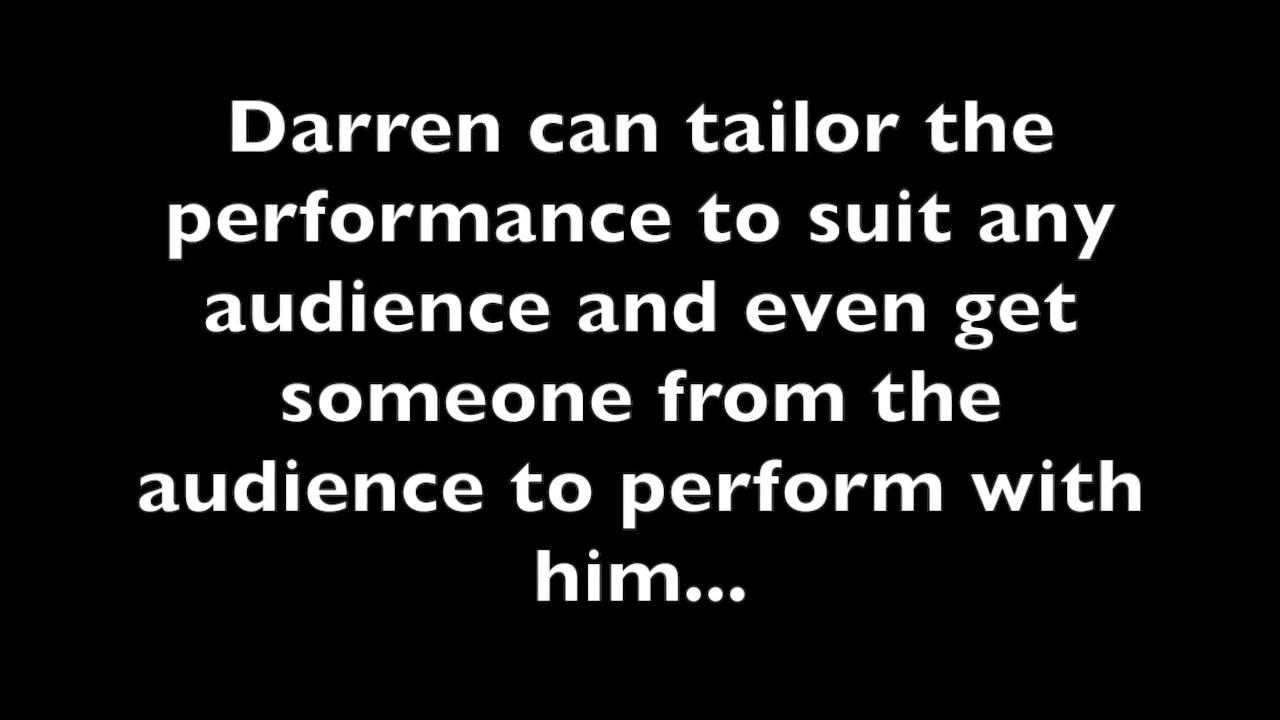 Darren can tailor the
performance to suit any
audience and even get
someone from the
audience to perform with
him...